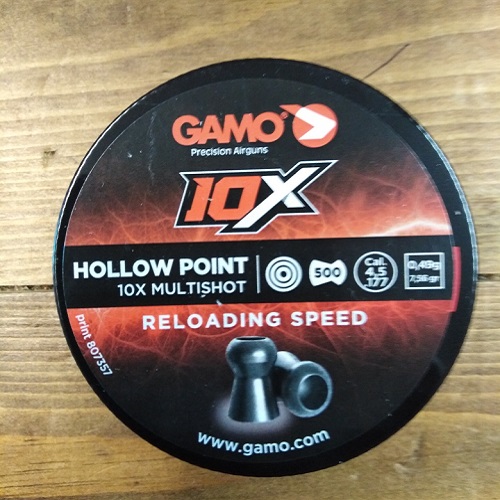 GAMO®
Precision Airguns
10X
HOLLOW POINT
10X MULTISHOT
500
Cal.
4,5
.177
0,49g
7,56 gr
RELOADING SPEED
print 807357
www.gamo.com